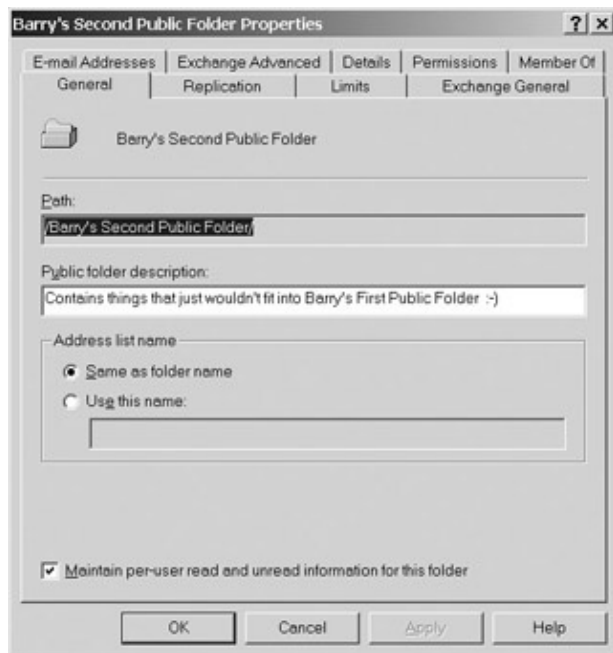 Barry's Second Public Folder Properties
E-mail Addresses Exchange Advanced Details Permissions Member Of
General Replication Limits Exchange General
Barry's Second Public Folder
Path:
/Barry's Second Public Folder/
Public folder description:
Contains things that just wouldn't fit into Barry's First Public Folder :-)
Address list name
Same as folder name
Use this name:
Maintain per-user read and unread information for this folder
OK Cancel Apply Help